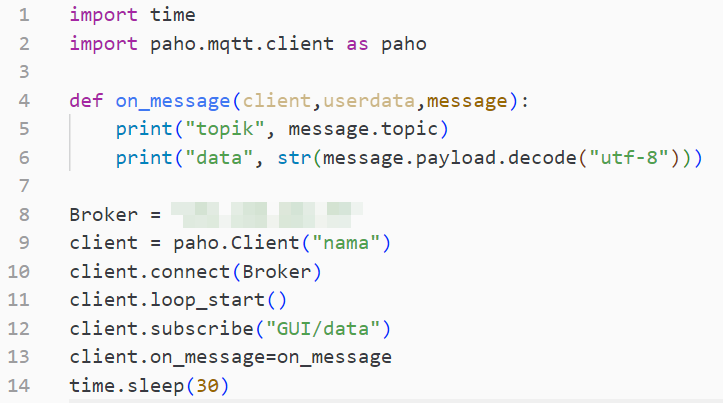 1 import time
2 import paho.mqtt.client as paho
3
4 def on_message(client,userdata,message):
5     print("topik", message.topic)
6     print("data", str(message.payload.decode("utf-8")))
7
8 Broker =
9 client = paho.Client("nama")
10 client.connect(Broker)
11 client.loop_start()
12 client.subscribe("GUI/data")
13 client.on_message=on_message
14 time.sleep(30)